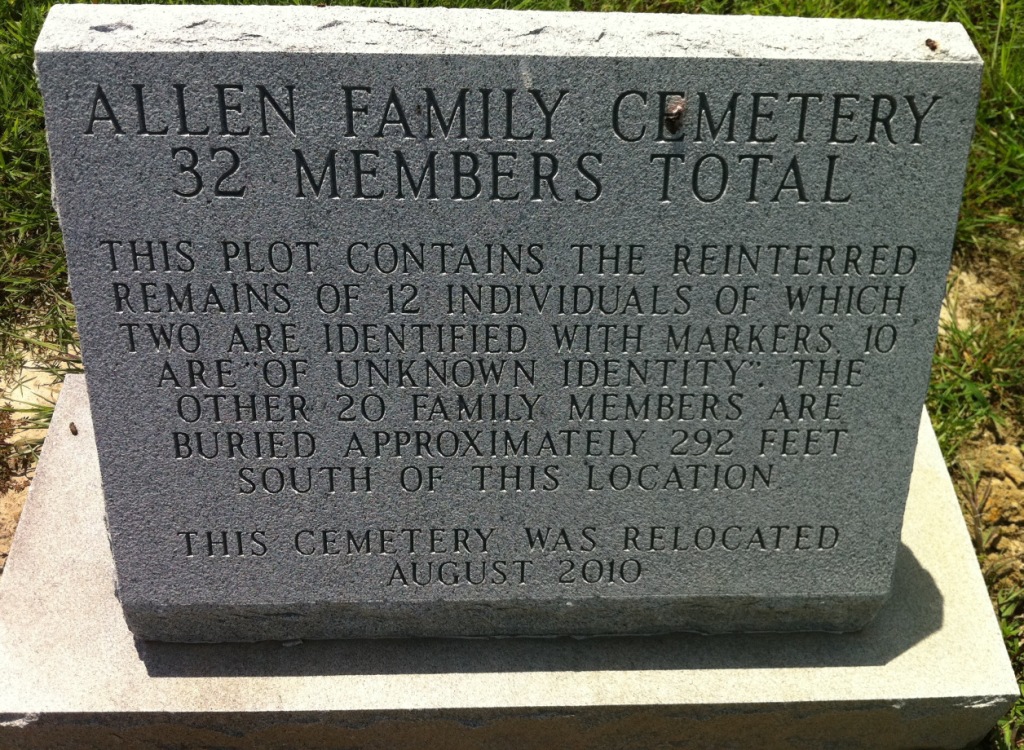 ALLEN FAMILY CEMETERY
32 MEMBERS TOTAL
THIS PLOT CONTAINS THE REINTERRED
REMAINS OF 12 INDIVIDUALS OF WHICH
TWO ARE IDENTIFIED WITH MARKERS, 10
ARE "OF UNKNOWN IDENTITY". THE
OTHER 20 FAMILY MEMBERS ARE
BURIED APPROXIMATELY 292 FEET
SOUTH OF THIS LOCATION
THIS CEMETERY WAS RELOCATED
AUGUST 2010